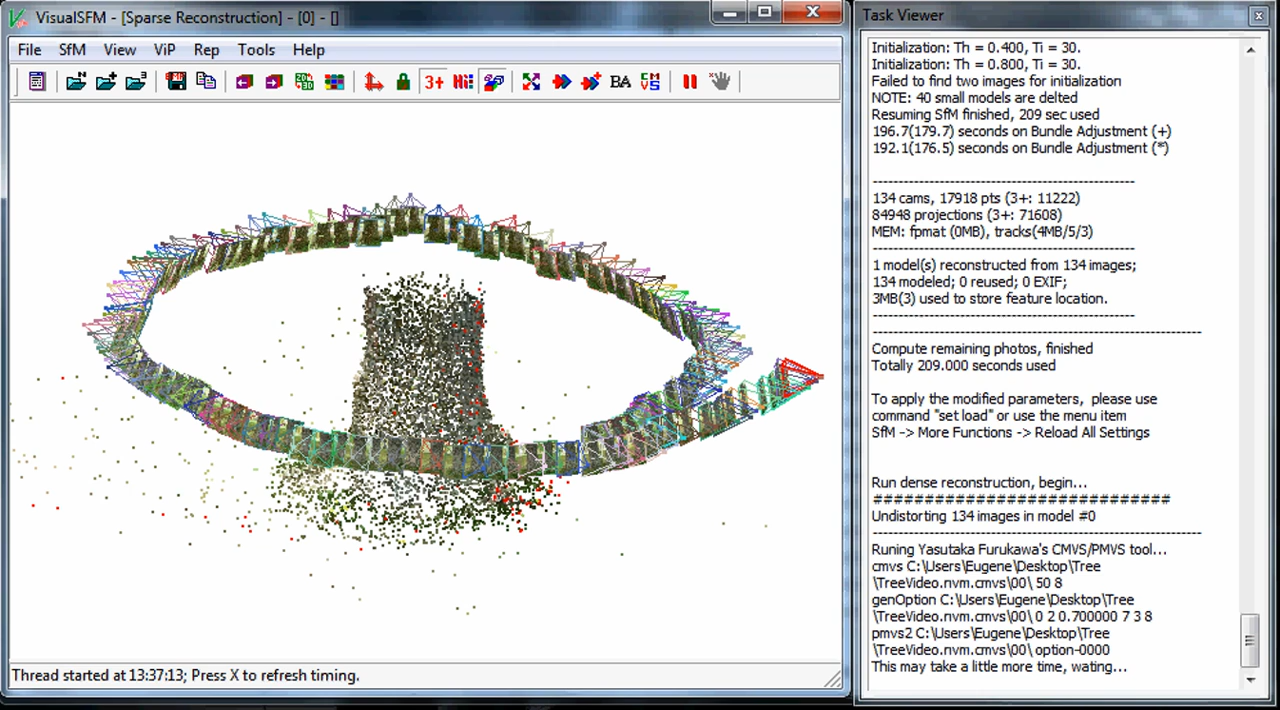 VisualSFM - [Sparse Reconstruction] - [0] - []
File SfM View ViP Rep Tools Help
3+ BA
Thread started at 13:37:13; Press X to refresh timing.
Task Viewer
Initialization: Th = 0.400, Ti = 30.
Initialization: Th = 0.800, Ti = 30.
Failed to find two images for initialization
NOTE: 40 small models are delted
Resuming SfM finished, 209 sec used
196.7(179.7) seconds on Bundle Adjustment (+)
192.1(176.5) seconds on Bundle Adjustment (*)
----------------------------------------------------
134 cams, 17918 pts (3+: 11222)
84948 projections (3+: 71608)
MEM: fpmat (0MB), tracks(4MB/5/3)
----------------------------------------------------
1 model(s) reconstructed from 134 images;
134 modeled; 0 reused; 0 EXIF;
3MB(3) used to store feature location.
----------------------------------------------------
----------------------------------------------------------------
Compute remaining photos, finished
Totally 209.000 seconds used
To apply the modified parameters, please use
command "set load" or use the menu item
SfM -> More Functions -> Reload All Settings
Run dense reconstruction, begin...
############################
Undistorting 134 images in model #0
----------------------------------------------------------------
Runing Yasutaka Furukawa's CMVS/PMVS tool...
cmvs C:\Users\Eugene\Desktop\Tree
\TreeVideo.nvm.cmvs\00\ 50 8
genOption C:\Users\Eugene\Desktop\Tree
\TreeVideo.nvm.cmvs\00\ 0 2 0.700000 7 3 8
pmvs2 C:\Users\Eugene\Desktop\Tree
\TreeVideo.nvm.cmvs\00\ option-0000
This may take a little more time, wating...